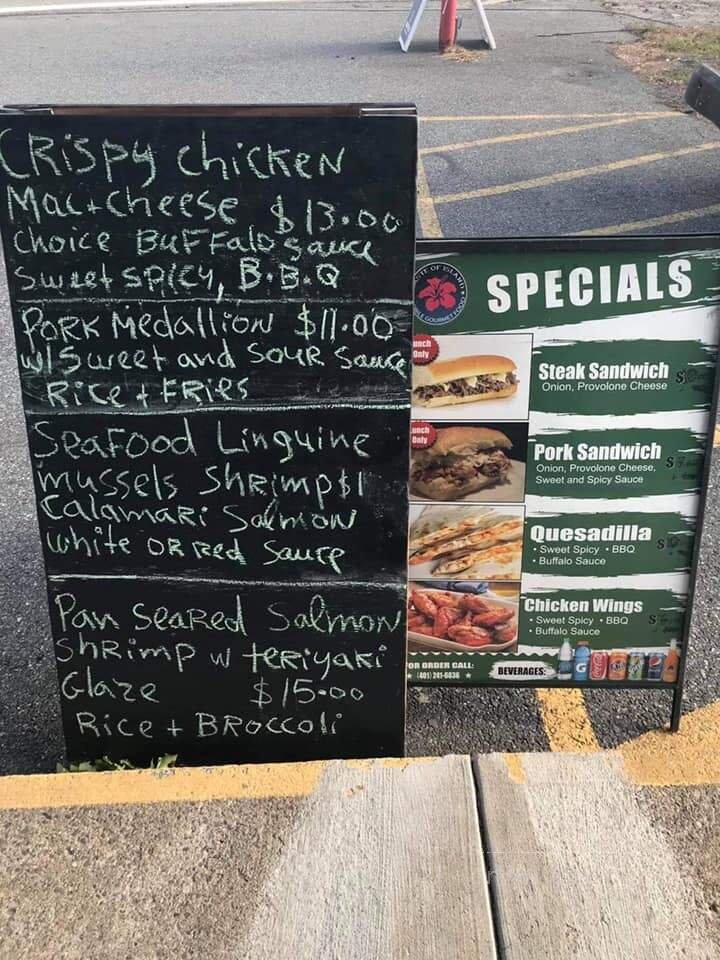 CRispy chicken
Mac+cheese $13.00
choice BuFFalo sauce
Sweet spicy, B.B.Q
PoRK Medallion $11.00
w/Sweet and Sour Sauce
Rice + FRies
SeaFood Linguine
mussels ShRimp $1
CalamaRi Salmon
white oR Red Sauce
Pan SeaRed Salmon
ShRimp w teRiyaki
Glaze $15.00
Rice + BRoccoli
SPECIALS
Lunch
Only
Steak Sandwich
Onion, Provolone Cheese
$
Lunch
Only
Pork Sandwich
Onion, Provolone Cheese,
Sweet and Spicy Sauce
$
Quesadilla
• Sweet Spicy • BBQ
• Buffalo Sauce
$
Chicken Wings
• Sweet Spicy • BBQ
• Buffalo Sauce
$
FOR ORDER CALL:
(401) 241-6636
BEVERAGES: